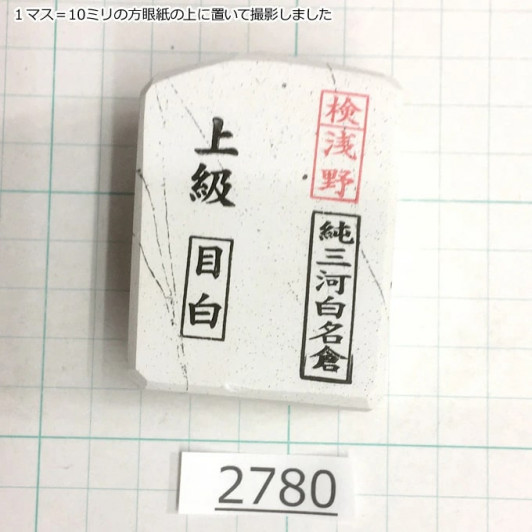 １マス＝10ミリの方眼紙の上に置いて撮影しました
検浅野
純三河白名倉
上級
目白
2780